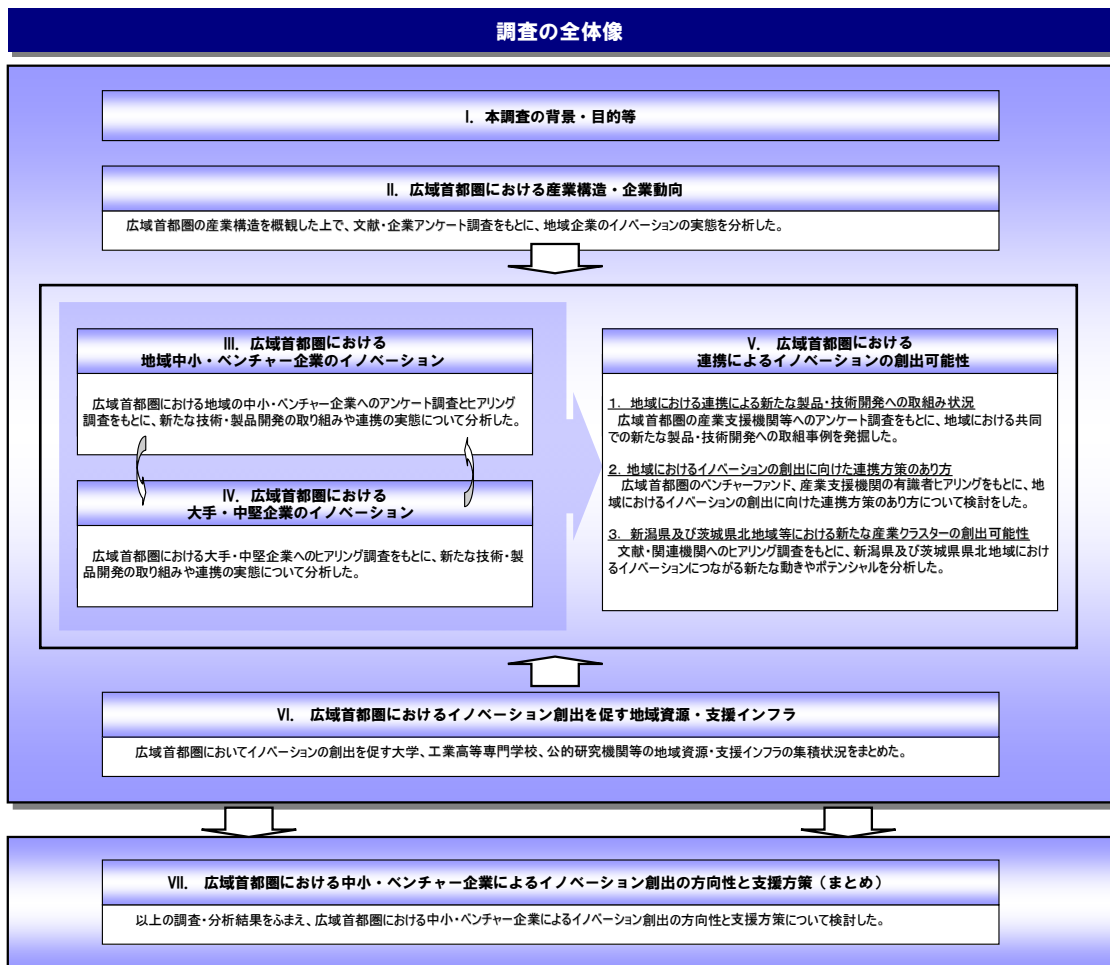 調査の全体像
I. 本調査の背景・目的等
II. 広域首都圏における産業構造・企業動向
広域首都圏の産業構造を概観した上で、文献・企業アンケート調査をもとに、地域企業のイノベーションの実態を分析した。
III. 広域首都圏における
地域中小・ベンチャー企業のイノベーション
広域首都圏における地域の中小・ベンチャー企業へのアンケート調査とヒアリング
調査をもとに、新たな技術・製品開発の取り組みや連携の実態について分析した。
IV. 広域首都圏における
大手・中堅企業のイノベーション
広域首都圏における大手・中堅企業へのヒアリング調査をもとに、新たな技術・製
品開発の取り組みや連携の実態について分析した。
V. 広域首都圏における
連携によるイノベーションの創出可能性
1. 地域における連携による新たな製品・技術開発への取組み状況
広域首都圏の産業支援機関等へのアンケート調査をもとに、地域における共同
での新たな製品・技術開発への取組事例を発掘した。
2. 地域におけるイノベーションの創出に向けた連携方策のあり方
広域首都圏のベンチャーファンド、産業支援機関の有識者ヒアリングをもとに、地
域におけるイノベーションの創出に向けた連携方策のあり方について検討をした。
3. 新潟県及び茨城県北地域等における新たな産業クラスターの創出可能性
文献・関連機関へのヒアリング調査をもとに、新潟県及び茨城県県北地域におけ
るイノベーションにつながる新たな動きやポテンシャルを分析した。
VI. 広域首都圏におけるイノベーション創出を促す地域資源・支援インフラ
広域首都圏においてイノベーションの創出を促す大学、工業高等専門学校、公的研究機関等の地域資源・支援インフラの集積状況をまとめた。
VII. 広域首都圏における中小・ベンチャー企業によるイノベーション創出の方向性と支援方策（まとめ）
以上の調査・分析結果をふまえ、広域首都圏における中小・ベンチャー企業によるイノベーション創出の方向性と支援方策について検討した。